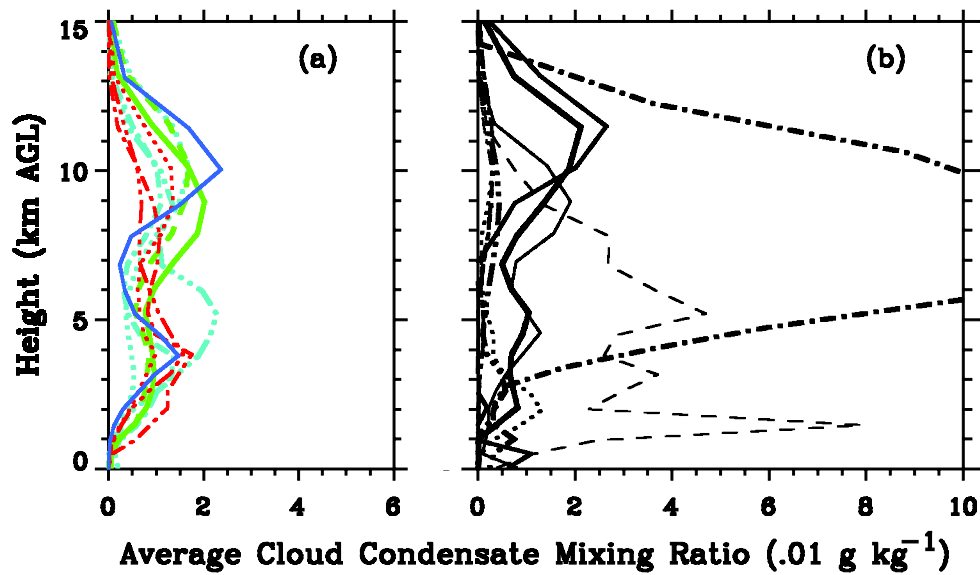 15
(a)
(b)
10
5
0
Height (km AGL)
0 2 4 6
0 2 4 6 8 10
Average Cloud Condensate Mixing Ratio (.01 g kg⁻¹)